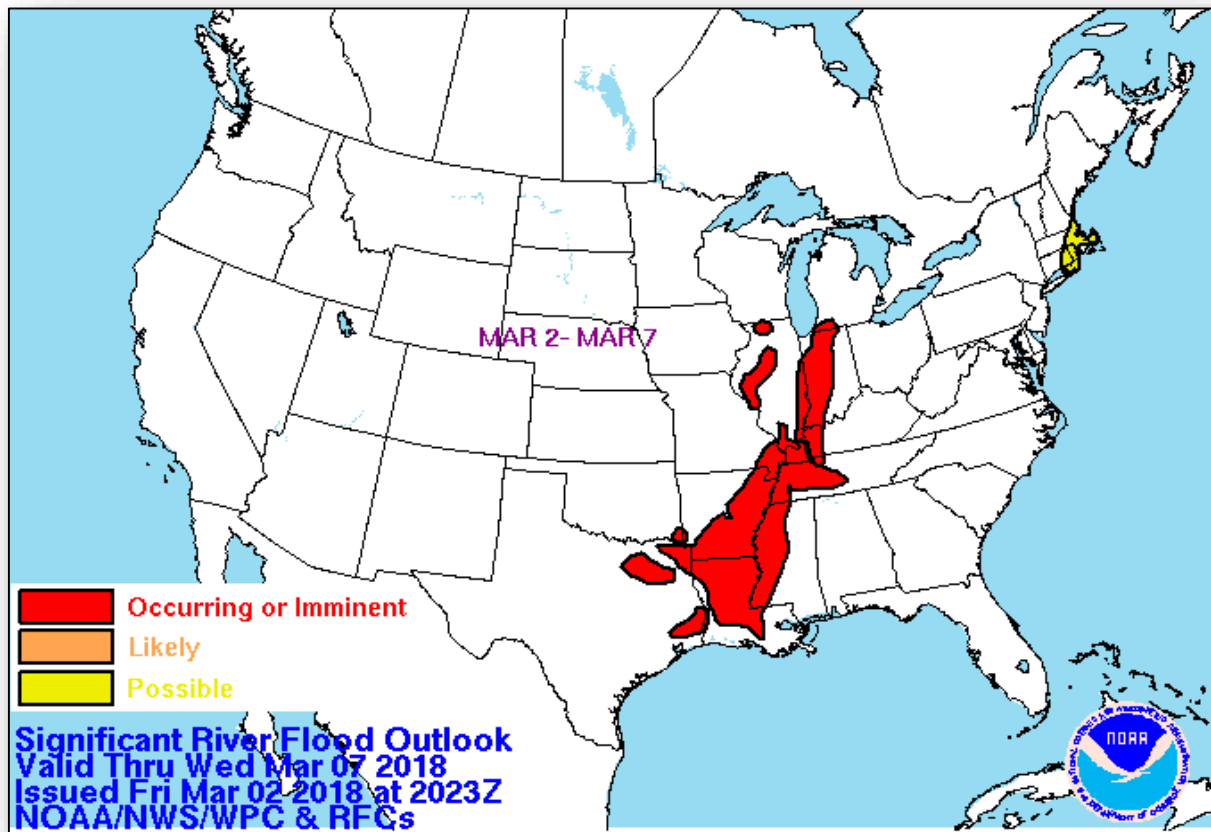 MAR 2- MAR 7
Occurring or Imminent
Likely
Possible
Significant River Flood Outlook
Valid Thru Wed Mar 07 2018
Issued Fri Mar 02 2018 at 2023Z
NOAA/NWS/WPC & RFCs
NOAA